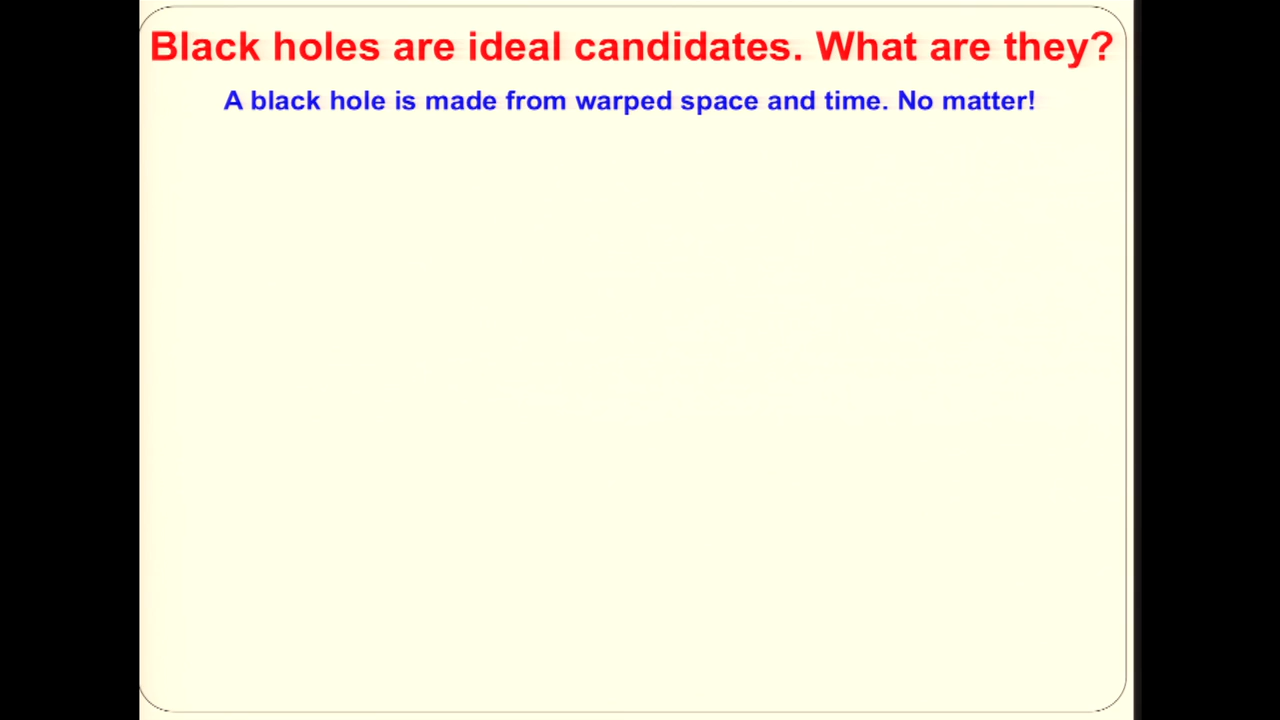 Black holes are ideal candidates. What are they?
A black hole is made from warped space and time. No matter!